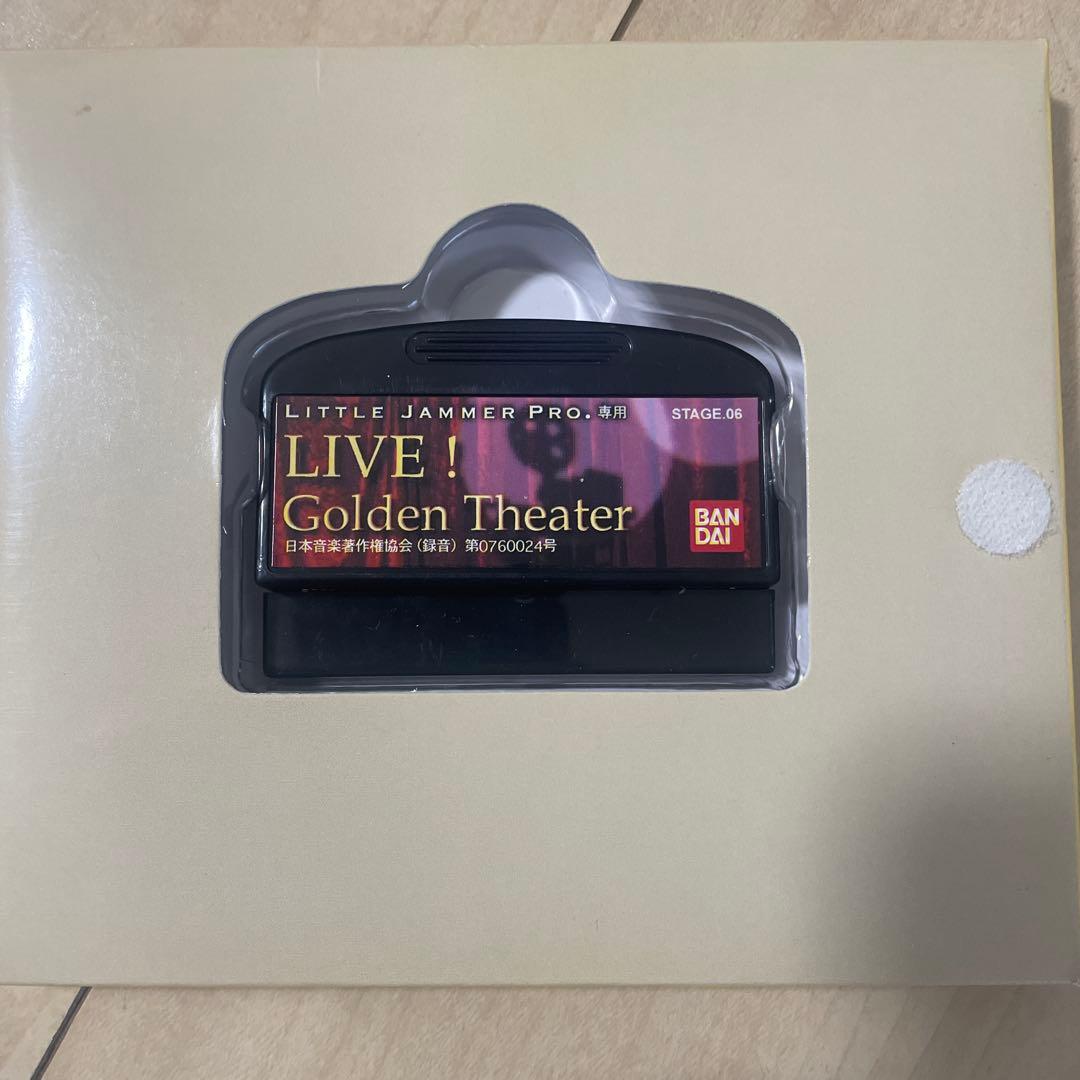 LITTLE JAMMER PRO. 専用 STAGE.06
LIVE !
Golden Theater
日本音楽著作権協会（録音）第0760024号
BAN
DAI